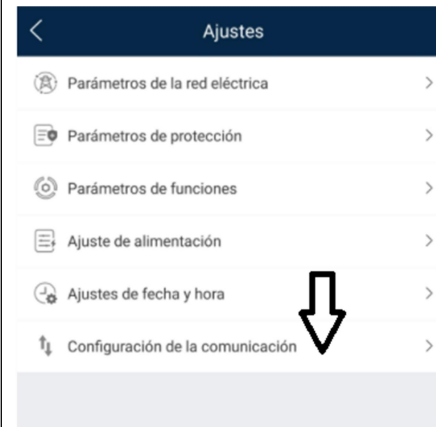 Ajustes
Parámetros de la red eléctrica
Parámetros de protección
Parámetros de funciones
Ajuste de alimentación
Ajustes de fecha y hora
Configuración de la comunicación